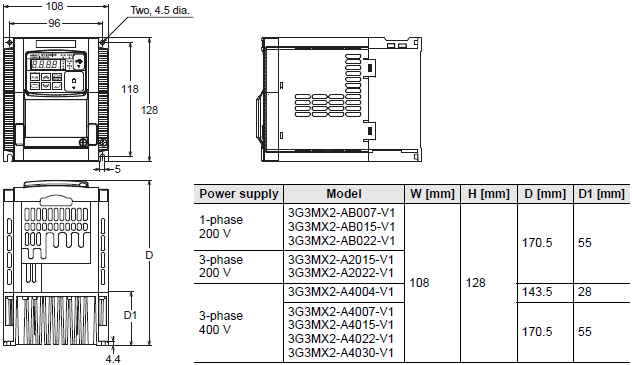 108
96
Two, 4.5 dia.
118
128
5
D
D1
4.4
Power supply Model W [mm] H [mm] D [mm] D1 [mm]
1-phase
200 V
3G3MX2-AB007-V1
3G3MX2-AB015-V1
3G3MX2-AB022-V1
3-phase
200 V
3G3MX2-A2015-V1
3G3MX2-A2022-V1
108
128
170.5
55
3-phase
400 V
3G3MX2-A4004-V1
143.5
28
3G3MX2-A4007-V1
3G3MX2-A4015-V1
3G3MX2-A4022-V1
3G3MX2-A4030-V1
170.5
55